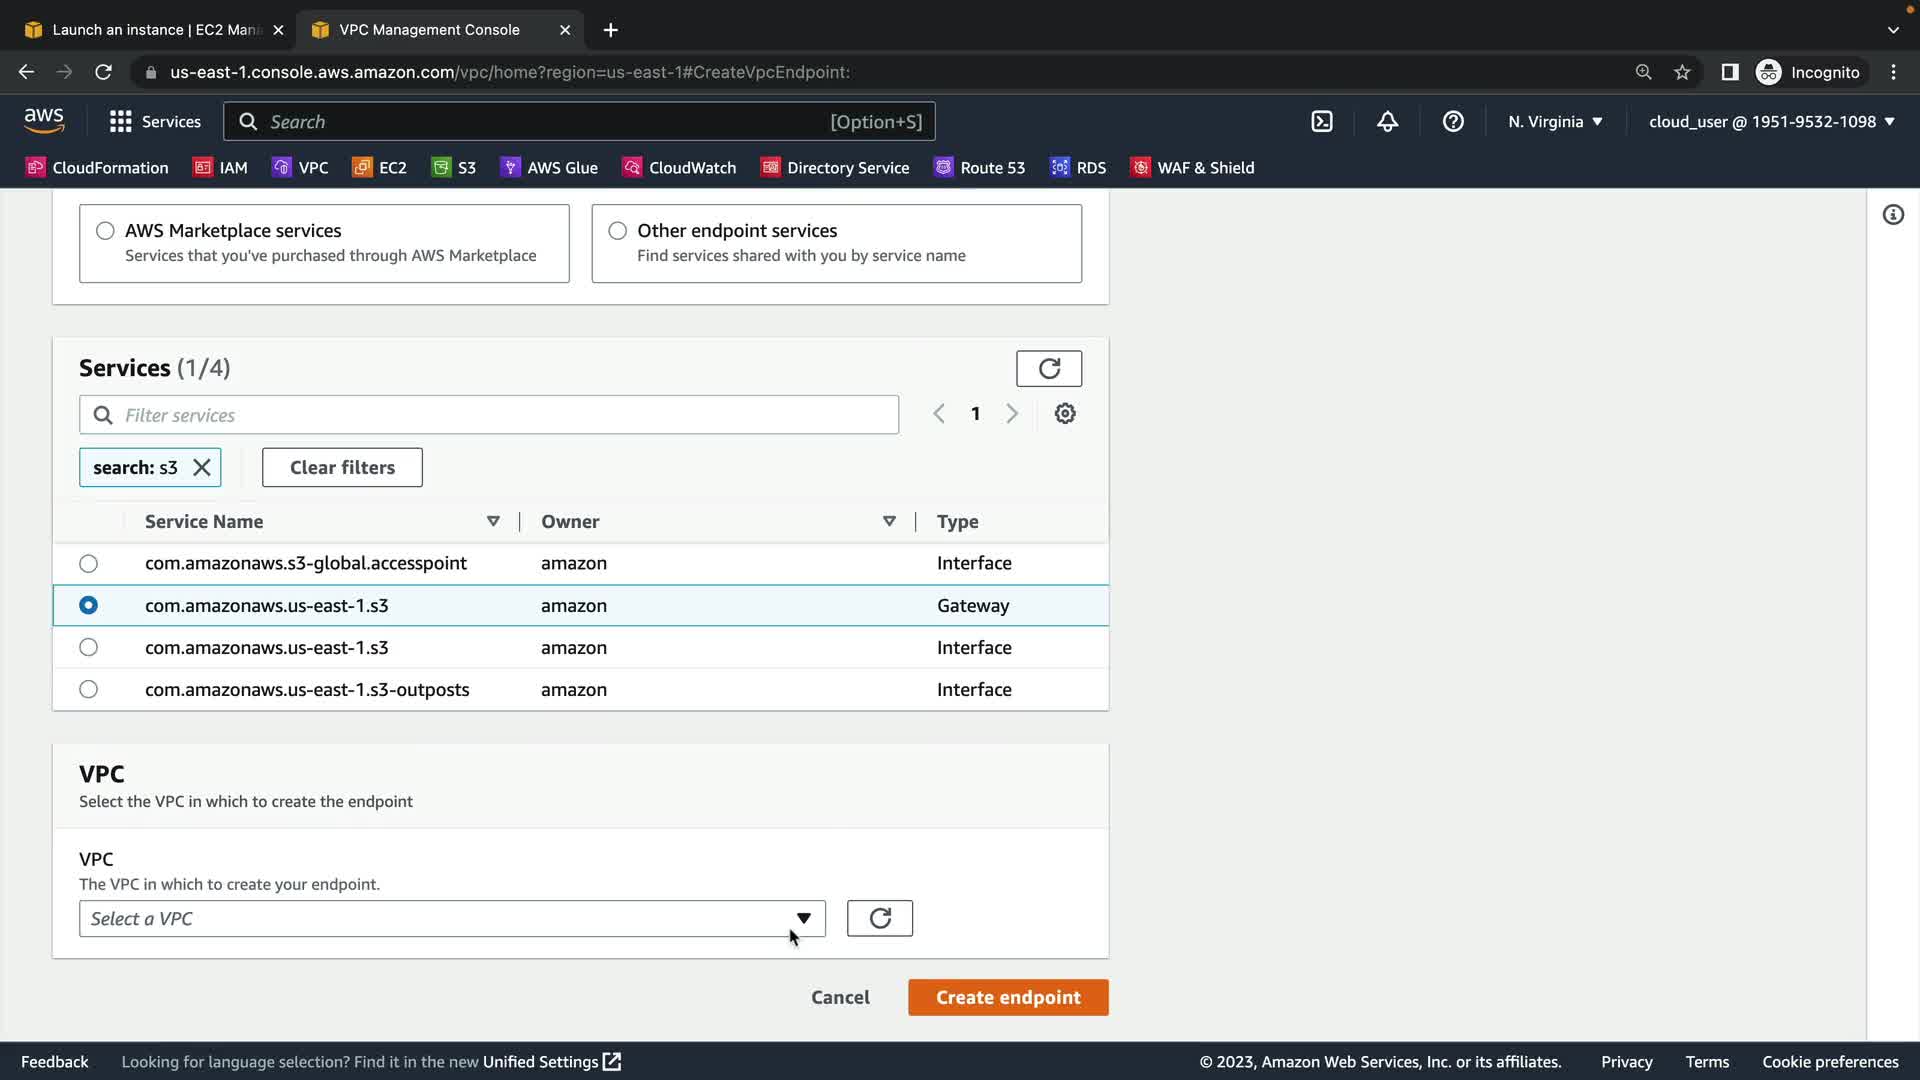 Launch an instance | EC2 Man
VPC Management Console
us-east-1.console.aws.amazon.com/vpc/home?region=us-east-1#CreateVpcEndpoint:
Incognito
aws
Services
Search
[Option+S]
N. Virginia
cloud_user @ 1951-9532-1098
CloudFormation
IAM
VPC
EC2
S3
AWS Glue
CloudWatch
Directory Service
Route 53
RDS
WAF & Shield
AWS Marketplace services
Services that you've purchased through AWS Marketplace
Other endpoint services
Find services shared with you by service name
Services (1/4)
Filter services
1
search: s3
Clear filters
Service Name Owner Type
com.amazonaws.s3-global.accesspoint amazon Interface
com.amazonaws.us-east-1.s3 amazon Gateway
com.amazonaws.us-east-1.s3 amazon Interface
com.amazonaws.us-east-1.s3-outposts amazon Interface
VPC
Select the VPC in which to create the endpoint
VPC
The VPC in which to create your endpoint.
Select a VPC
Cancel
Create endpoint
Feedback
Looking for language selection? Find it in the new Unified Settings
© 2023, Amazon Web Services, Inc. or its affiliates.
Privacy
Terms
Cookie preferences